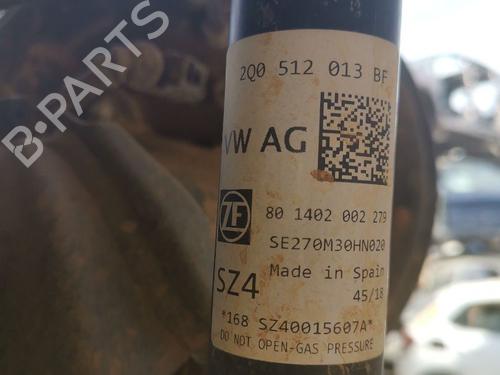 2Q0 512 013 BF
VW AG
ZF
80 1402 002 279
SE270M30HN020
Made in Spain
SZ4
45/18
*168 SZ40015607A*
DO NOT OPEN-GAS PRESSURE
B-PARTS